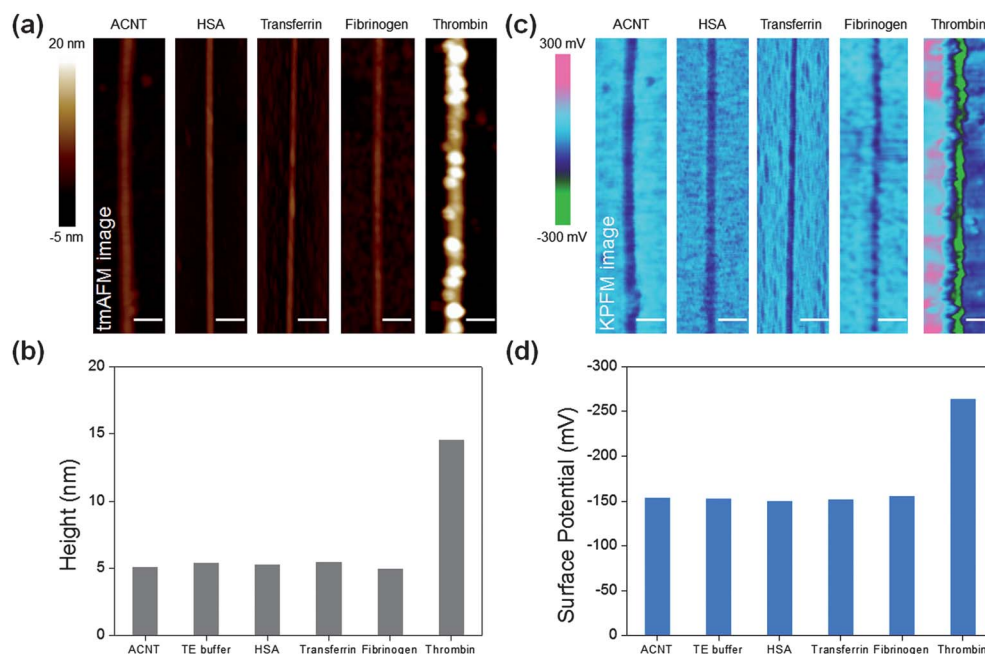 (a)
ACNT HSA Transferrin Fibrinogen Thrombin
20 nm
-5 nm
tmAFM image
(c)
ACNT HSA Transferrin Fibrinogen Thrombin
300 mV
-300 mV
KPFM image
(b)
Height (nm)
20
15
10
5
0
ACNT TE buffer HSA Transferrin Fibrinogen Thrombin
(d)
Surface Potential (mV)
-300
-250
-200
-150
-100
-50
0
ACNT TE buffer HSA Transferrin Fibrinogen Thrombin